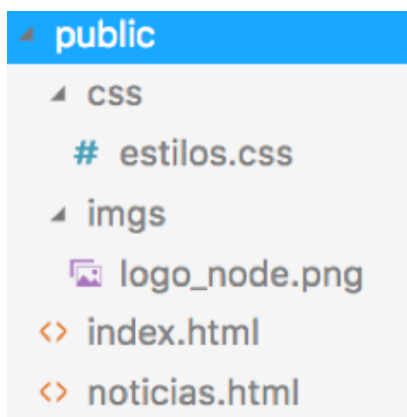 public
css
# estilos.css
imgs
logo_node.png
<> index.html
<> noticias.html